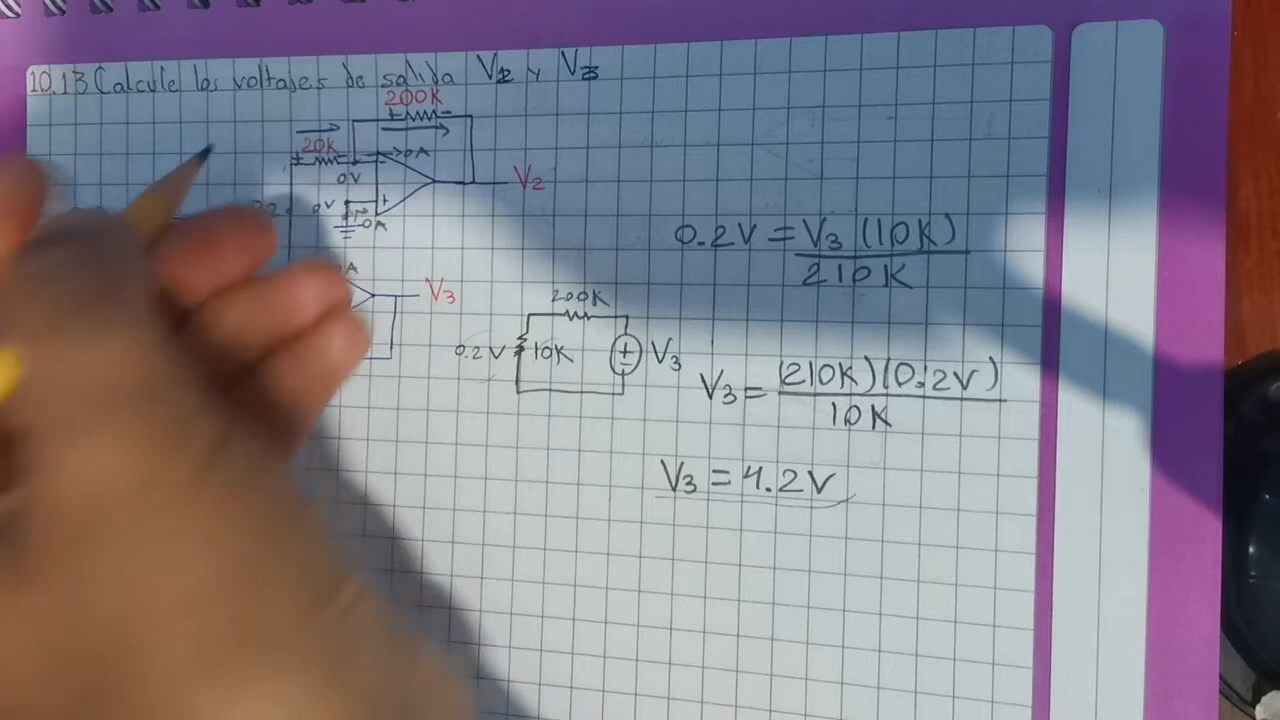 10.13 Calcule los voltajes de salida V2 y V3
200K
20K
0A
0V
V2
0V
0A
0.2V = V3 (10K)
210K
A
V3
200K
0.2V
10K
V3
V3 = (210K)(0.2V)
10K
V3 = 4.2V